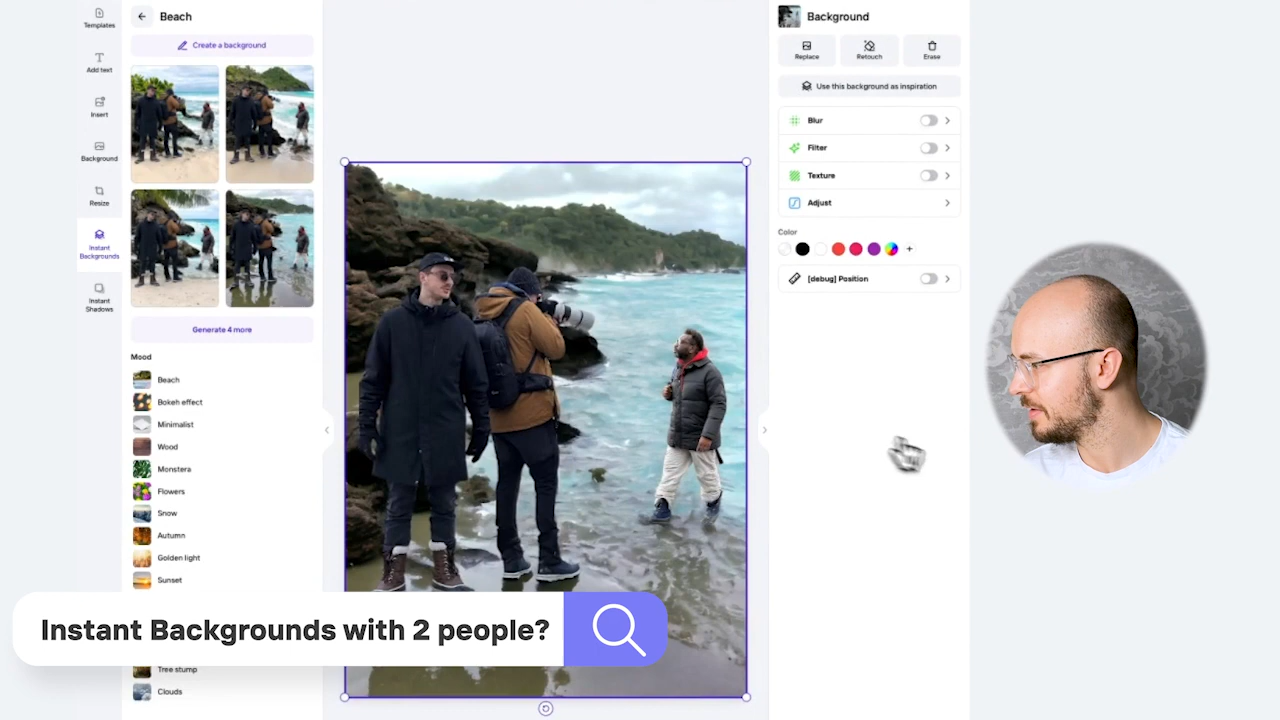 Templates
Add text
Insert
Background
Resize
Instant
Backgrounds
Instant
Shadows
Beach
Create a background
Generate 4 more
Mood
Beach
Bokeh effect
Minimalist
Wood
Monstera
Flowers
Snow
Autumn
Golden light
Sunset
Tree stump
Clouds
Instant Backgrounds with 2 people?
Background
Replace
Retouch
Erase
Use this background as inspiration
Blur
Filter
Texture
Adjust
Color
[debug] Position